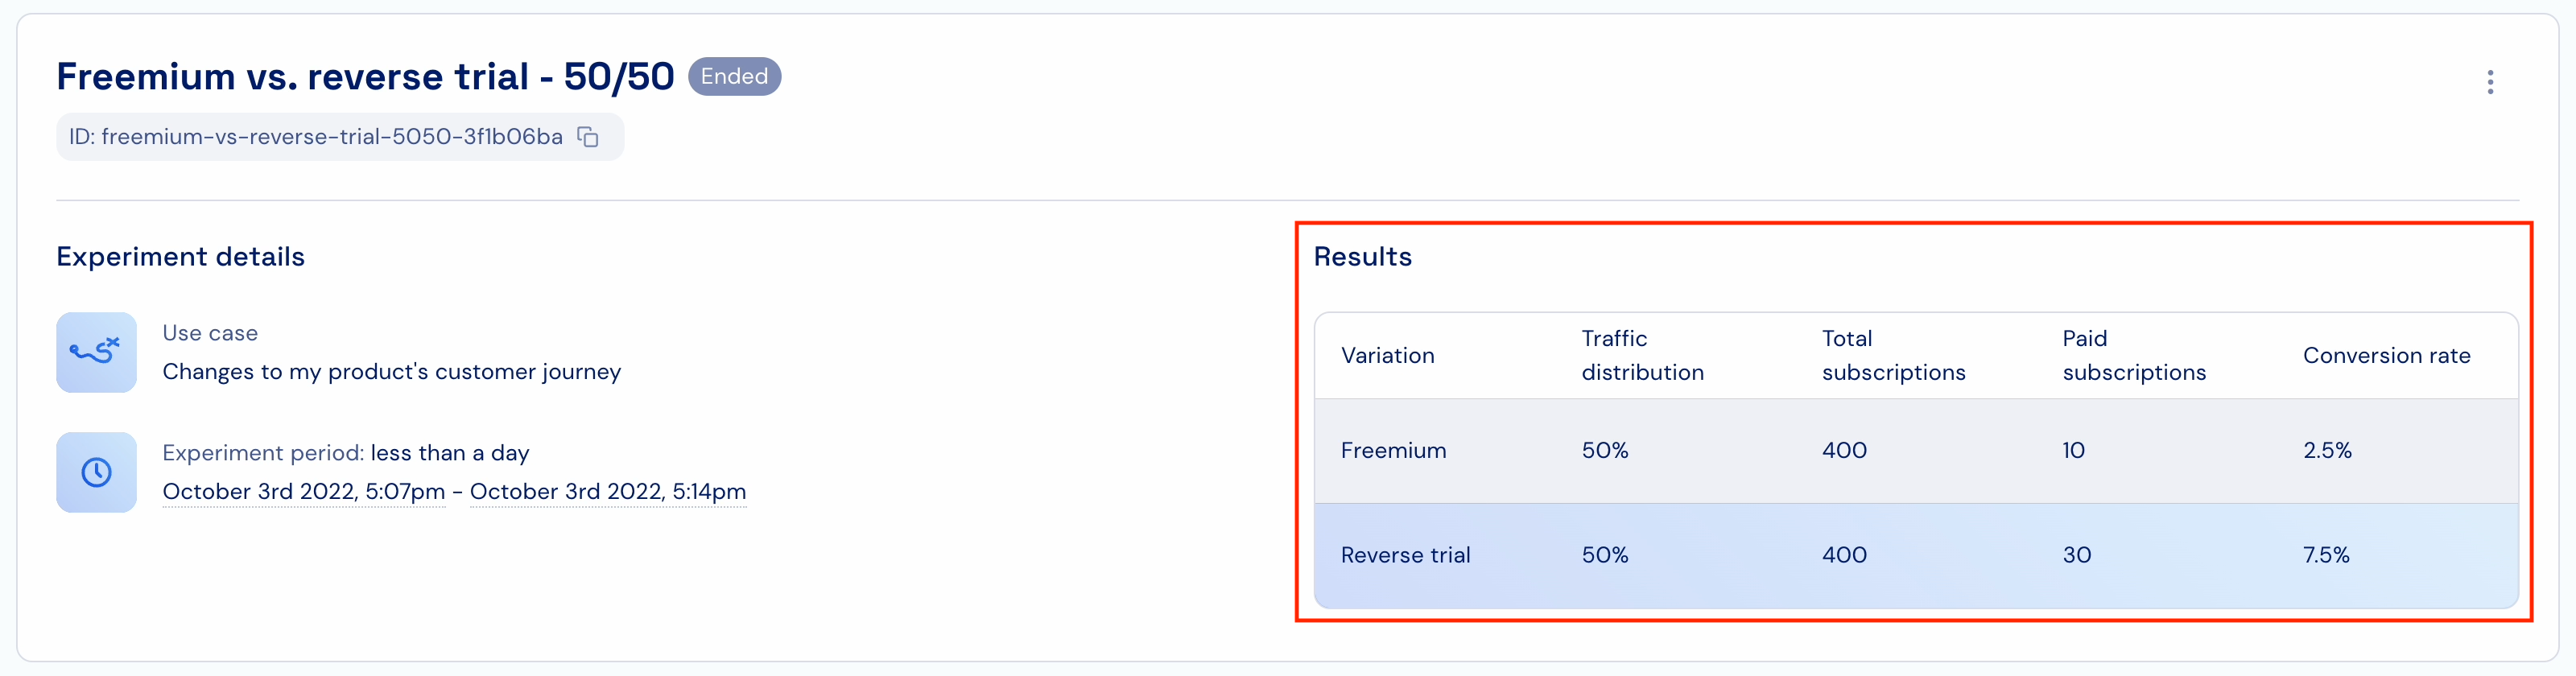 Freemium vs. reverse trial - 50/50 Ended
ID: freemium-vs-reverse-trial-5050-3f1b06ba
Experiment details
Use case
Changes to my product's customer journey
Experiment period: less than a day
October 3rd 2022, 5:07pm - October 3rd 2022, 5:14pm
Results
Variation Traffic distribution Total subscriptions Paid subscriptions Conversion rate
Freemium 50% 400 10 2.5%
Reverse trial 50% 400 30 7.5%